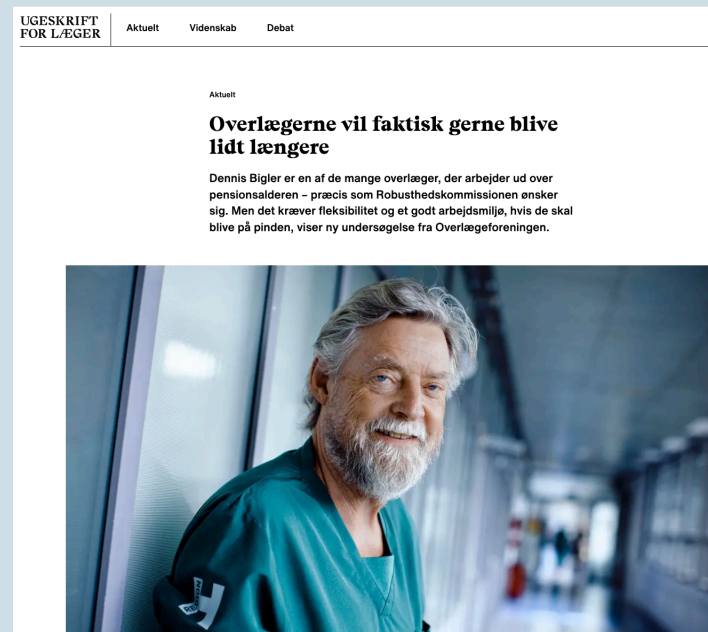 UGESKRIFT
FOR LÆGER
Aktuelt Videnskab Debat
Aktuelt
Overlægerne vil faktisk gerne blive
lidt længere
Dennis Bigler er en af de mange overlæger, der arbejder ud over
pensionsalderen – præcis som Robusthedskommissionen ønsker
sig. Men det kræver fleksibilitet og et godt arbejdsmiljø, hvis de skal
blive på pinden, viser ny undersøgelse fra Overlægeforeningen.